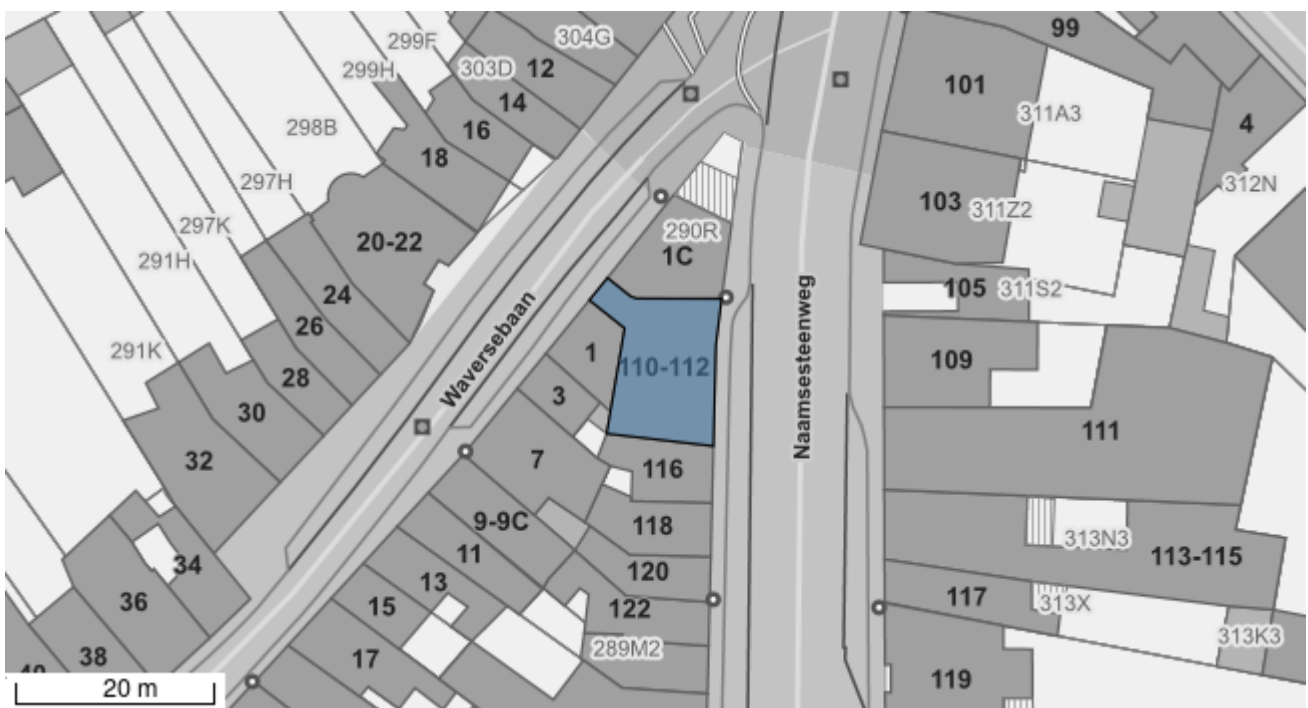 304G
99
299F
303D
12
101
299H
14
311A3
16
4
298B
18
297H
312N
103
311Z2
297K
20-22
290R
1C
291H
24
105
311S2
26
Waversebaan
Naamsesteenweg
291K
1
110-112
109
28
3
30
111
32
7
116
9-9C
118
313N3
11
113-115
34
120
13
36
15
122
117
313X
313K3
289M2
38
17
40
119
20 m